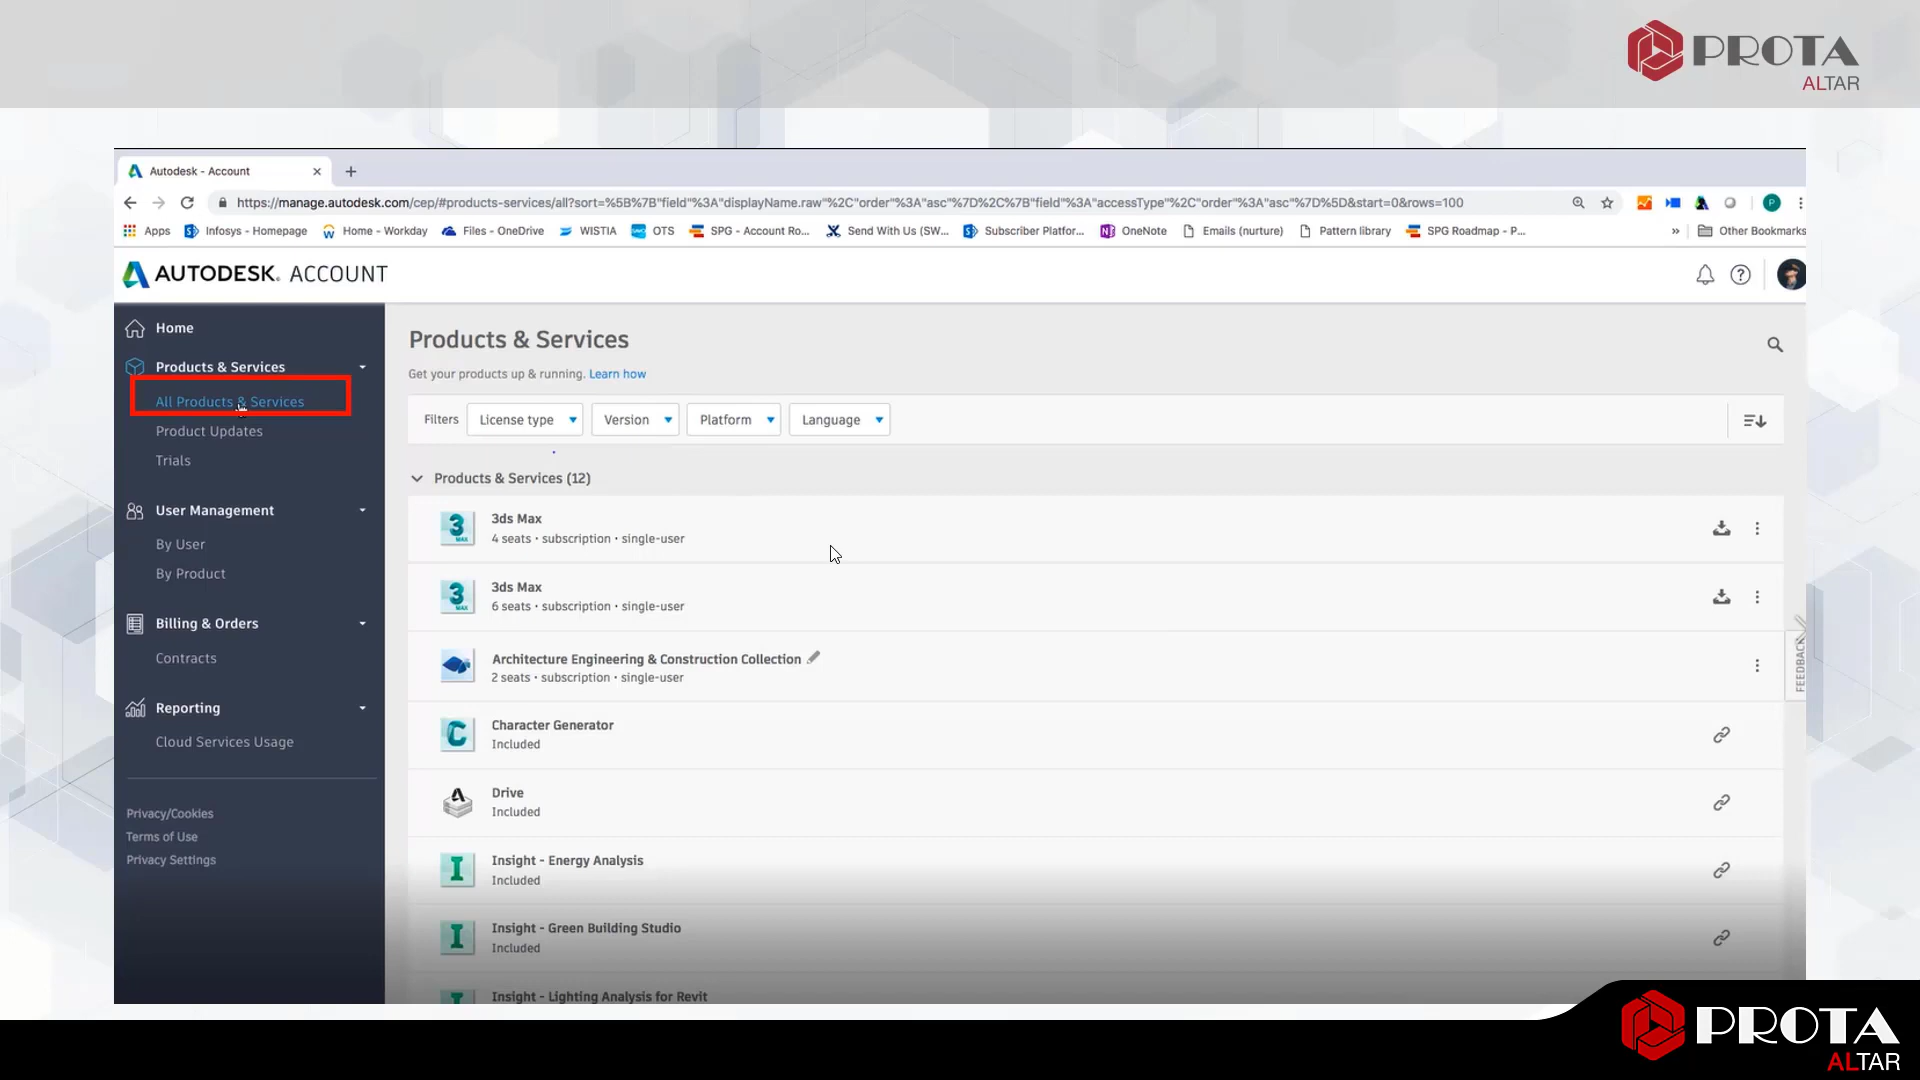 PROTA
ALTAR
Autodesk - Account
https://manage.autodesk.com/cep/#products-services/all?sort=%5B%7B"field"%3A"displayName.raw"%2C"order"%3A"asc"%7D%2C%7B"field"%3A"accessType"%2C"order"%3A"asc"%7D%5D&start=0&rows=100
P
Apps Infosys - Homepage Home - Workday Files - OneDrive WISTIA OTS SPG - Account Ro... Send With Us (SW... Subscriber Platfor... OneNote Emails (nurture) Pattern library SPG Roadmap - P... » Other Bookmarks
AUTODESK. ACCOUNT
Home
Products & Services
All Products & Services
Product Updates
Trials
User Management
By User
By Product
Billing & Orders
Contracts
Reporting
Cloud Services Usage
Privacy/Cookies
Terms of Use
Privacy Settings
Products & Services
Get your products up & running. Learn how
Filters License type Version Platform Language
Products & Services (12)
3ds Max
4 seats • subscription • single-user
3ds Max
6 seats • subscription • single-user
Architecture Engineering & Construction Collection
2 seats • subscription • single-user
Character Generator
Included
Drive
Included
Insight - Energy Analysis
Included
Insight - Green Building Studio
Included
Insight - Lighting Analysis for Revit
FEEDBACK
PROTA
ALTAR